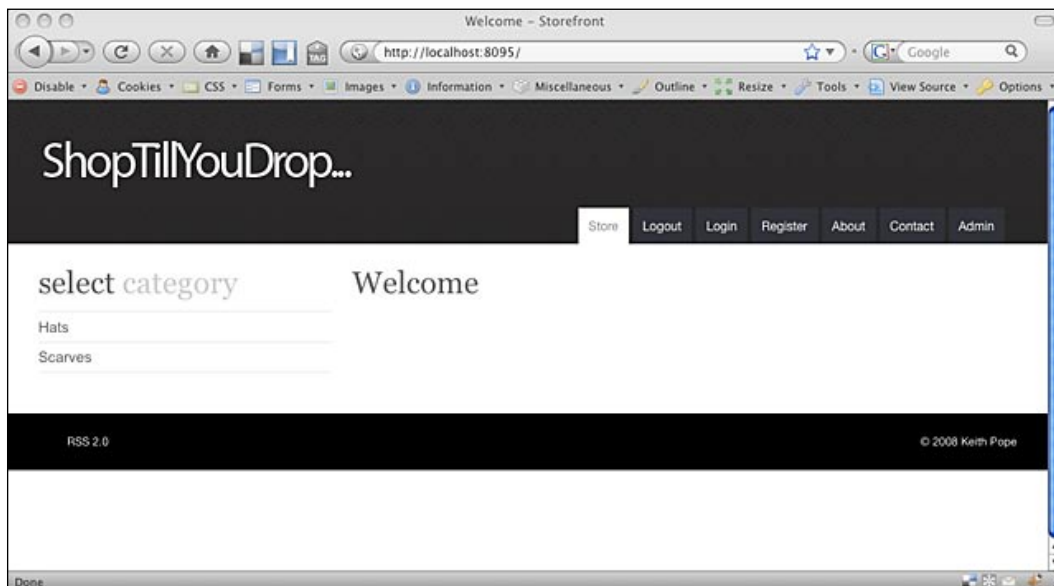 Welcome – Storefront
http://localhost:8095/
Google
Disable Cookies CSS Forms Images Information Miscellaneous Outline Resize Tools View Source Options
ShopTillYouDrop...
Store Logout Login Register About Contact Admin
select category
Welcome
Hats
Scarves
RSS 2.0
© 2008 Keith Pope
Done